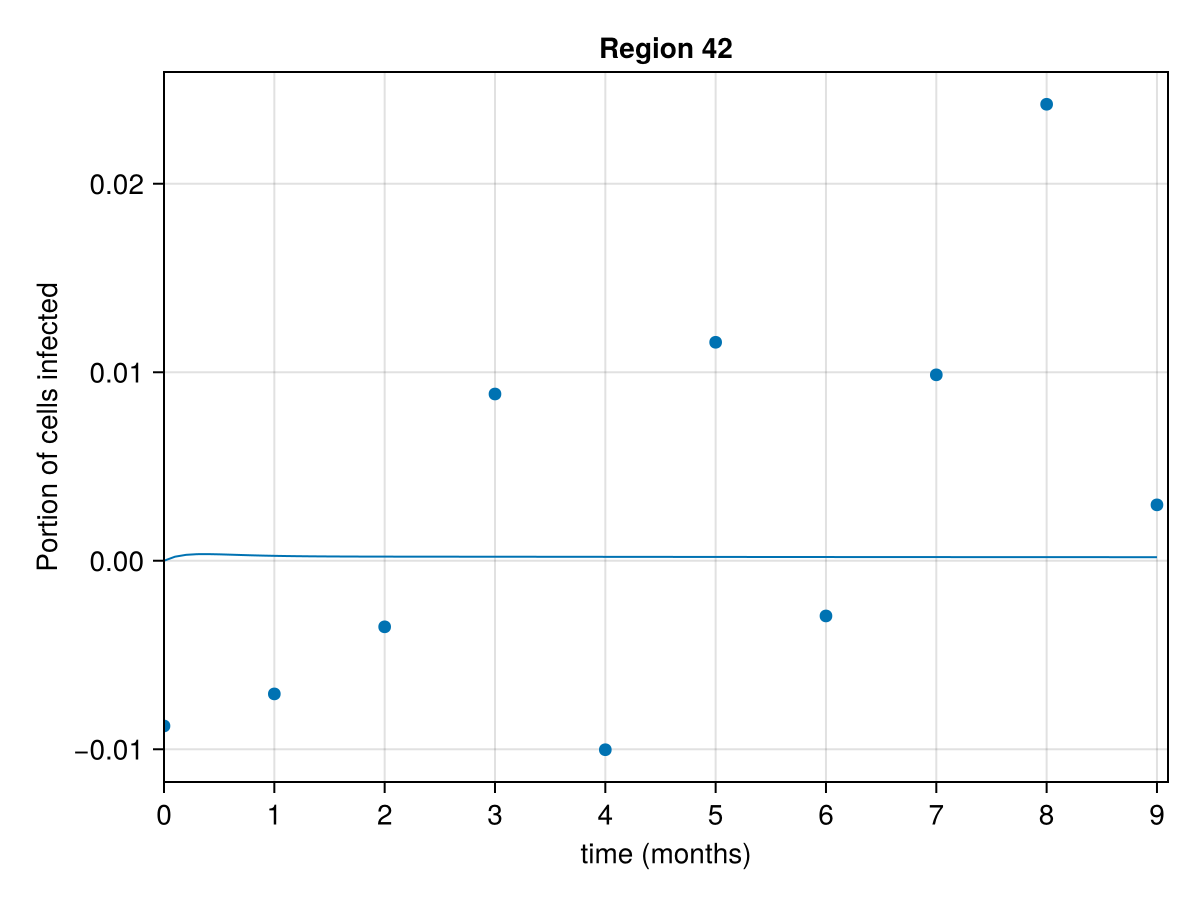 Region 42
Portion of cells infected
0.02
0.01
0.00
−0.01
0 1 2 3 4 5 6 7 8 9
time (months)